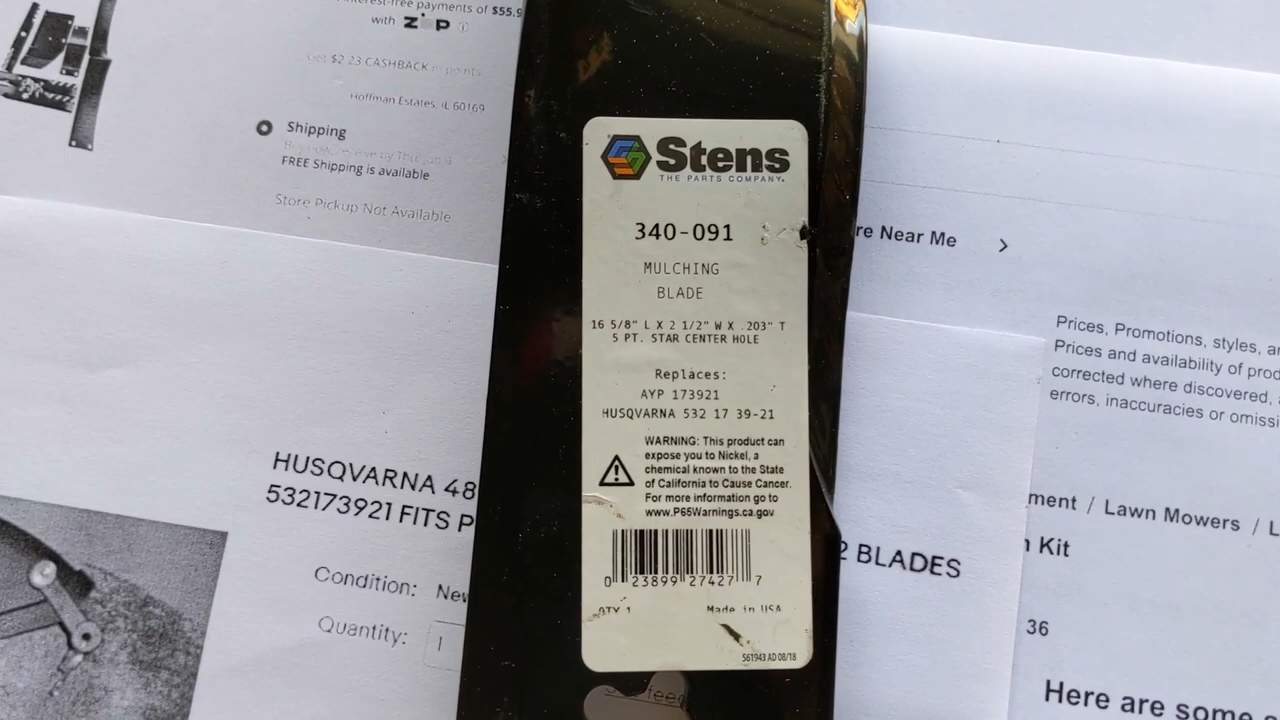 interest-free payments of $55.9
with ZIP
Get $2.23 CASHBACK in points
Hoffman Estates, IL 60169
Shipping
FREE Shipping is available
Store Pickup Not Available
HUSQVARNA 48
532173921 FITS P
Condition: New
Quantity: 1
Stens
THE PARTS COMPANY.
340-091
MULCHING
BLADE
16 5/8" L X 2 1/2" W X .203" T
5 PT. STAR CENTER HOLE
Replaces:
AYP 173921
HUSQVARNA 532 17 39-21
WARNING: This product can
expose you to Nickel, a
chemical known to the State
of California to Cause Cancer.
For more information go to
www.P65Warnings.ca.gov
0 23899 27427 7
QTY 1 Made in USA
561943 AD 08/18
feed
re Near Me
Prices, Promotions, styles, a
Prices and availability of prod
corrected where discovered,
errors, inaccuracies or omiss
ment / Lawn Mowers / L
Kit
2 BLADES
36
Here are some